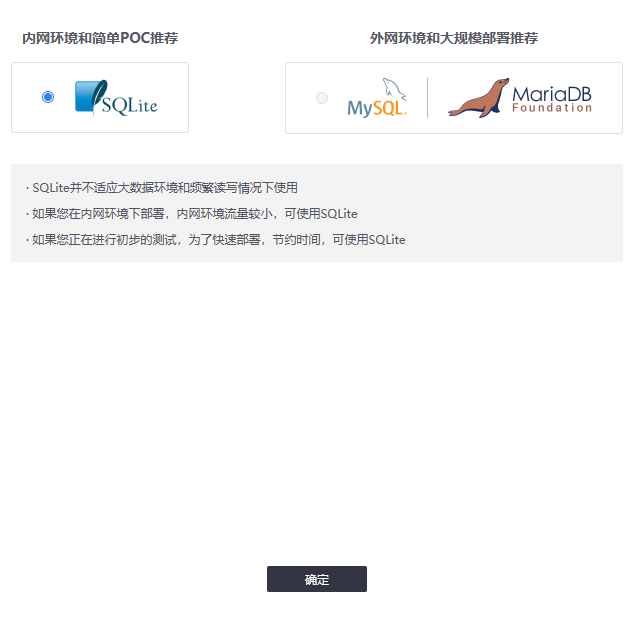 内网环境和简单POC推荐
外网环境和大规模部署推荐
SQLite
MySQL
MariaDB
Foundation
· SQLite并不适应大数据环境和频繁读写情况下使用
· 如果您在内网环境下部署，内网环境流量较小，可使用SQLite
· 如果您正在进行初步的测试，为了快速部署，节约时间，可使用SQLite
确定